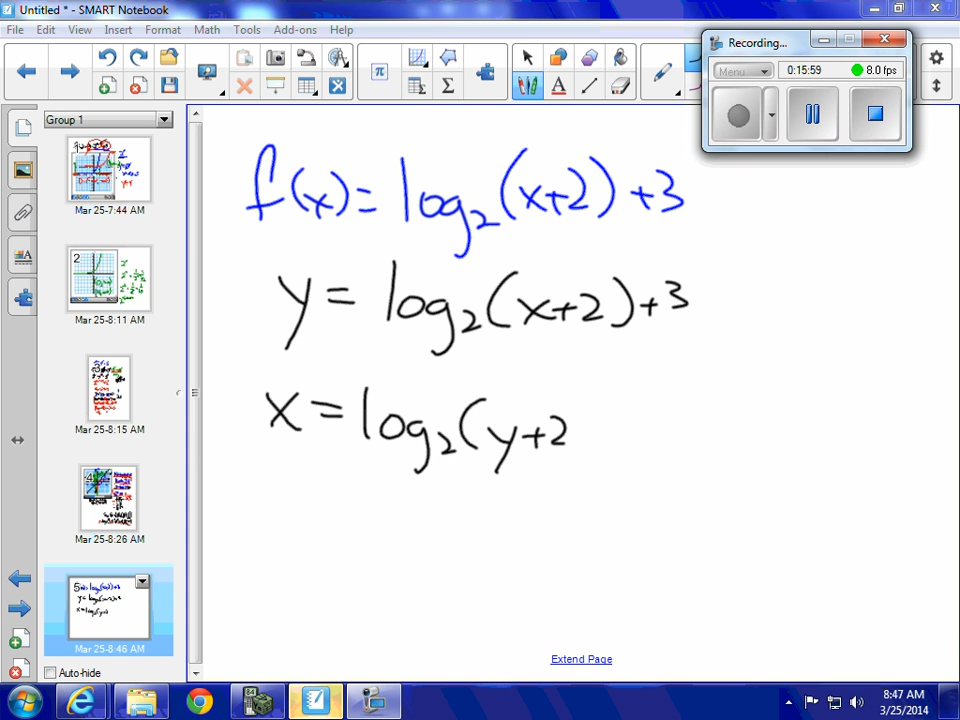 Untitled * - SMART Notebook
File Edit View Insert Format Math Tools Add-ons Help
Recording...
Menu
0:15:59
8.0 fps
Group 1
Mar 25-7:44 AM
2
Mar 25-8:11 AM
Mar 25-8:15 AM
Mar 25-8:26 AM
Mar 25-8:46 AM
Auto-hide
f(x) = log₂(x+2)+3
y = log₂(x+2)+3
x = log₂(y+2
Extend Page
8:47 AM
3/25/2014